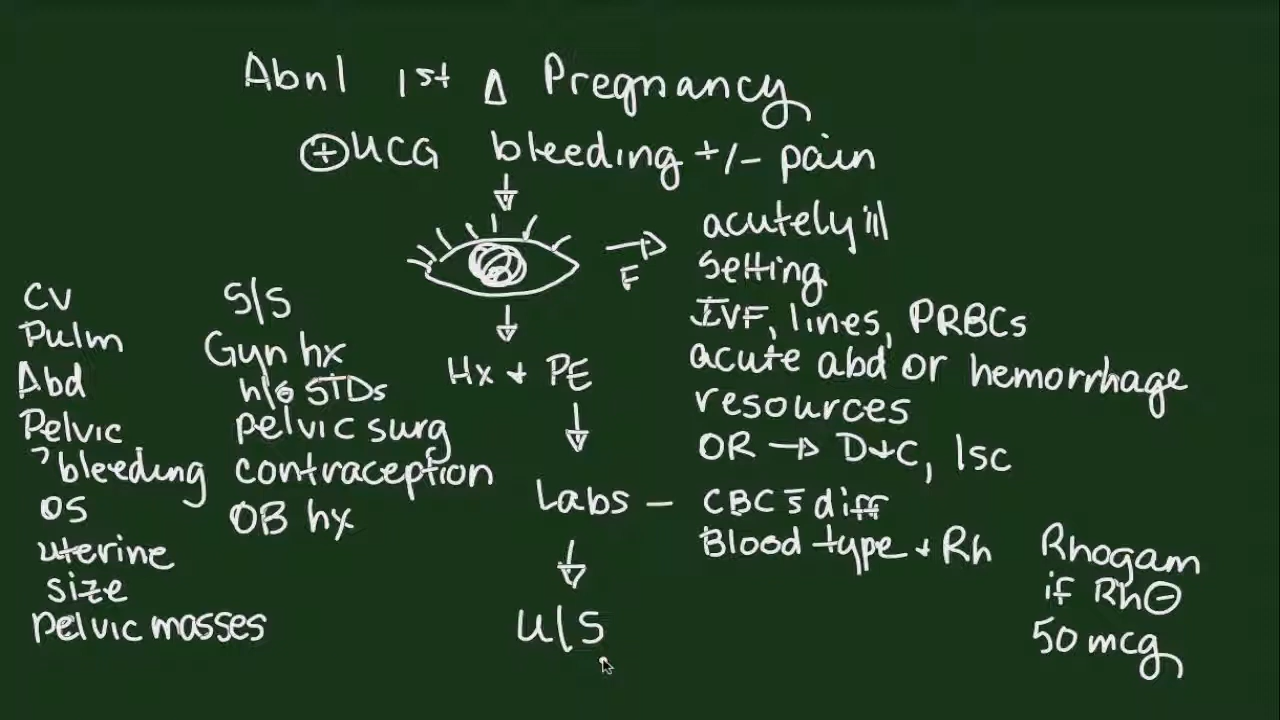 Abnl 1st Δ Pregnancy
⊕UCG bleeding +/- pain
F
acutely ill
setting
IVF, lines, PRBCs
acute abd or hemorrhage
resources
OR → D+C, lsc
CV
Pulm
Abd
Pelvic
? bleeding
OS
uterine
size
pelvic masses
S/S
Gyn hx
h/o STDs
pelvic surg
contraception
OB hx
Hx + PE
Labs – CBC s̄ diff
Blood type + Rh
Rhogam
if Rh⊖
50 mcg
U/S